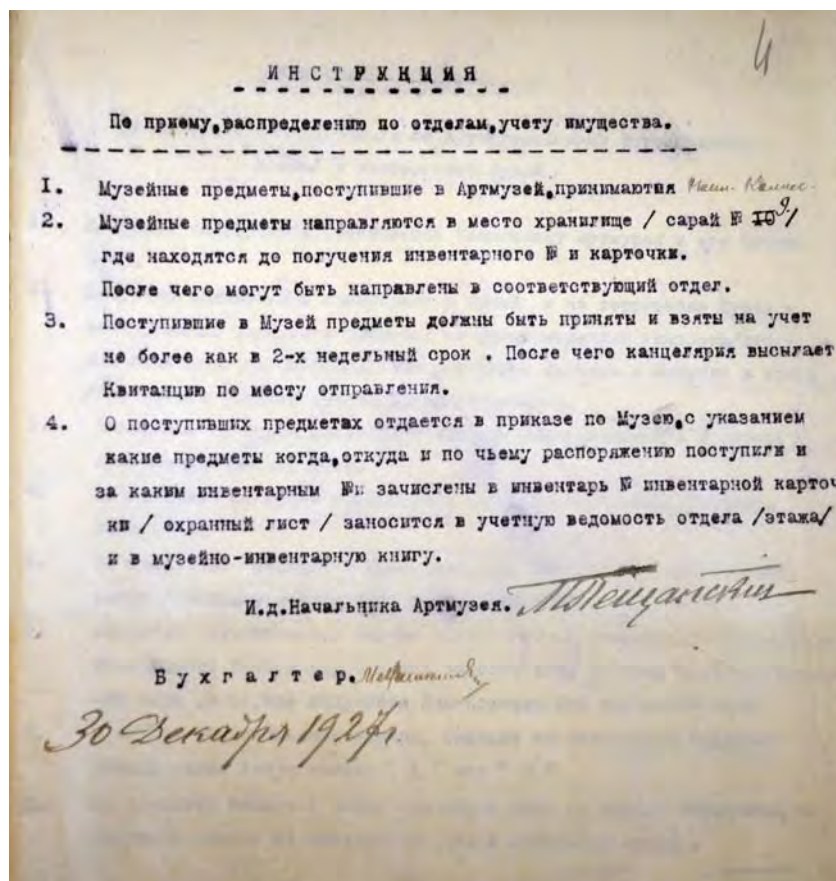 4
ИНСТРУКЦИЯ
По приему,распределению по отделам,учету имущества.
I. Музейные предметы,поступившие в Артмузей,принимаются
2. Музейные предметы направляются в место хранилище / сарай № 10 9/
где находятся до получения инвентарного № и карточки.
После чего могут быть направлены в соответствующий отдел.
3. Поступившие в Музей предметы должны быть приняты и взяты на учет
не более как в 2-х недельный срок . После чего канцелярия высылает
Квитанцию по месту отправления.
4. О поступивших предметах отдается в приказе по Музею,с указанием
какие предметы когда,откуда и по чьему распоряжению поступили и
за каким инвентарным №и зачислены в инвентарь № инвентарной карточ
ки / охранный лист / заносится в учетную ведомость отдела /этажа/
и в музейно-инвентарную книгу.
И.д.Начальника Артмузея. МПещанский
Бухгалтер.
30 Декабря 1927г.